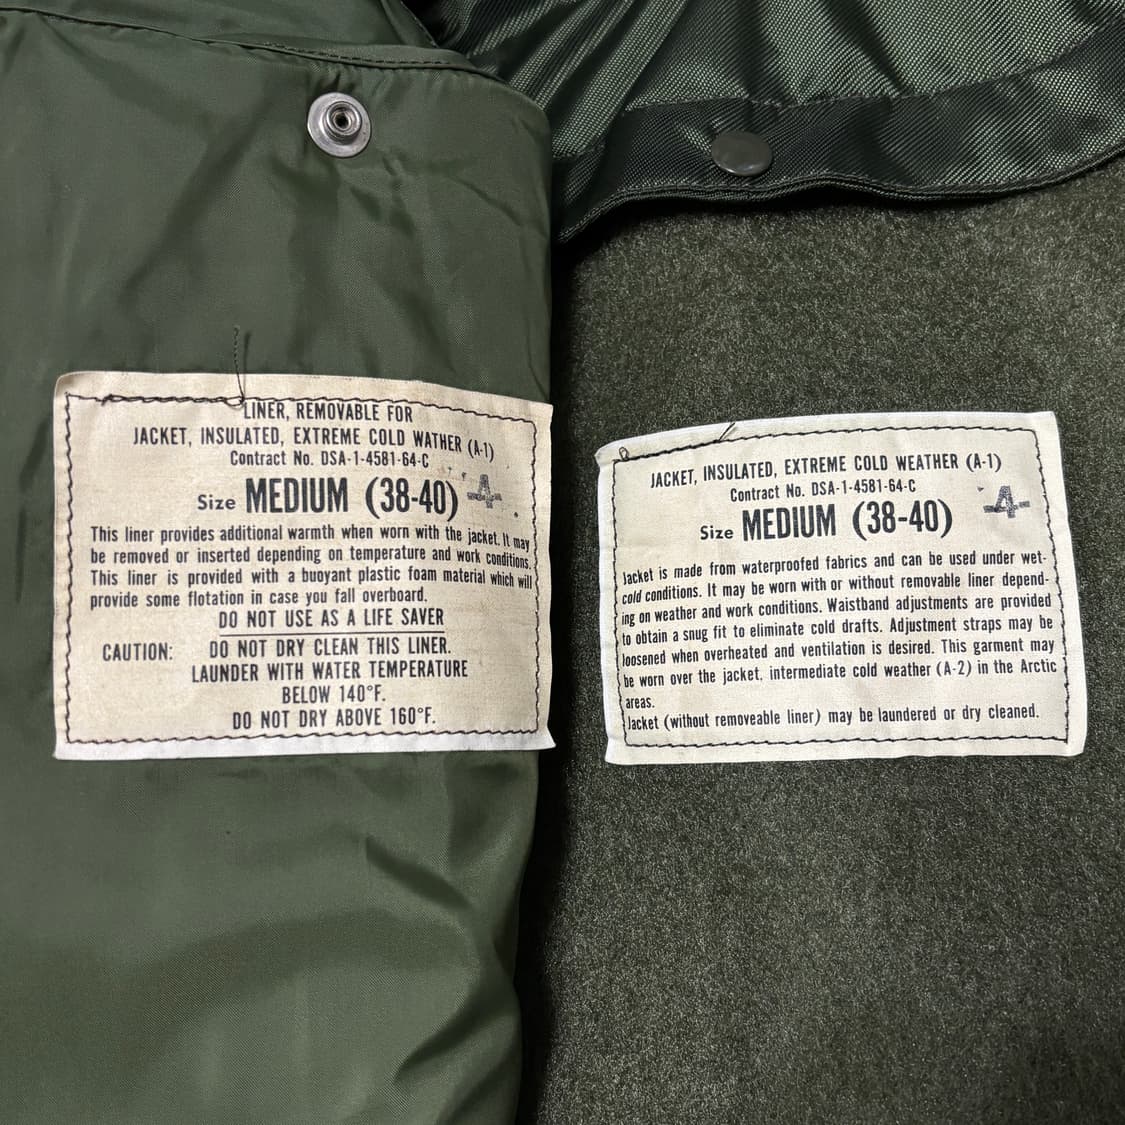 LINER, REMOVABLE FOR
JACKET, INSULATED, EXTREME COLD WATHER (A-1)
Contract No. DSA-1-4581-64-C
Size MEDIUM (38-40) 4
This liner provides additional warmth when worn with the jacket. It may
be removed or inserted depending on temperature and work conditions.
This liner is provided with a buoyant plastic foam material which will
provide some flotation in case you fall overboard.
DO NOT USE AS A LIFE SAVER
CAUTION: DO NOT DRY CLEAN THIS LINER.
LAUNDER WITH WATER TEMPERATURE
BELOW 140°F.
DO NOT DRY ABOVE 160°F.
JACKET, INSULATED, EXTREME COLD WEATHER (A-1)
Contract No. DSA-1-4581-64-C
Size MEDIUM (38-40) 4
Jacket is made from waterproofed fabrics and can be used under wet-
cold conditions. It may be worn with or without removable liner depend-
ing on weather and work conditions. Waistband adjustments are provided
to obtain a snug fit to eliminate cold drafts. Adjustment straps may be
loosened when overheated and ventilation is desired. This garment may
be worn over the jacket, intermediate cold weather (A-2) in the Arctic
areas.
Jacket (without removeable liner) may be laundered or dry cleaned.